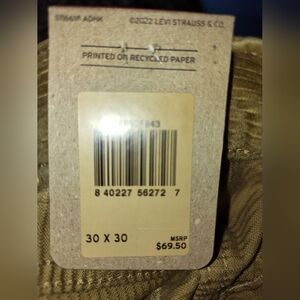 ©2022 LEVI STRAUSS & CO.
PRINTED ON RECYCLED PAPER
8 40227 56272 7
30 X 30
MSRP
$69.50